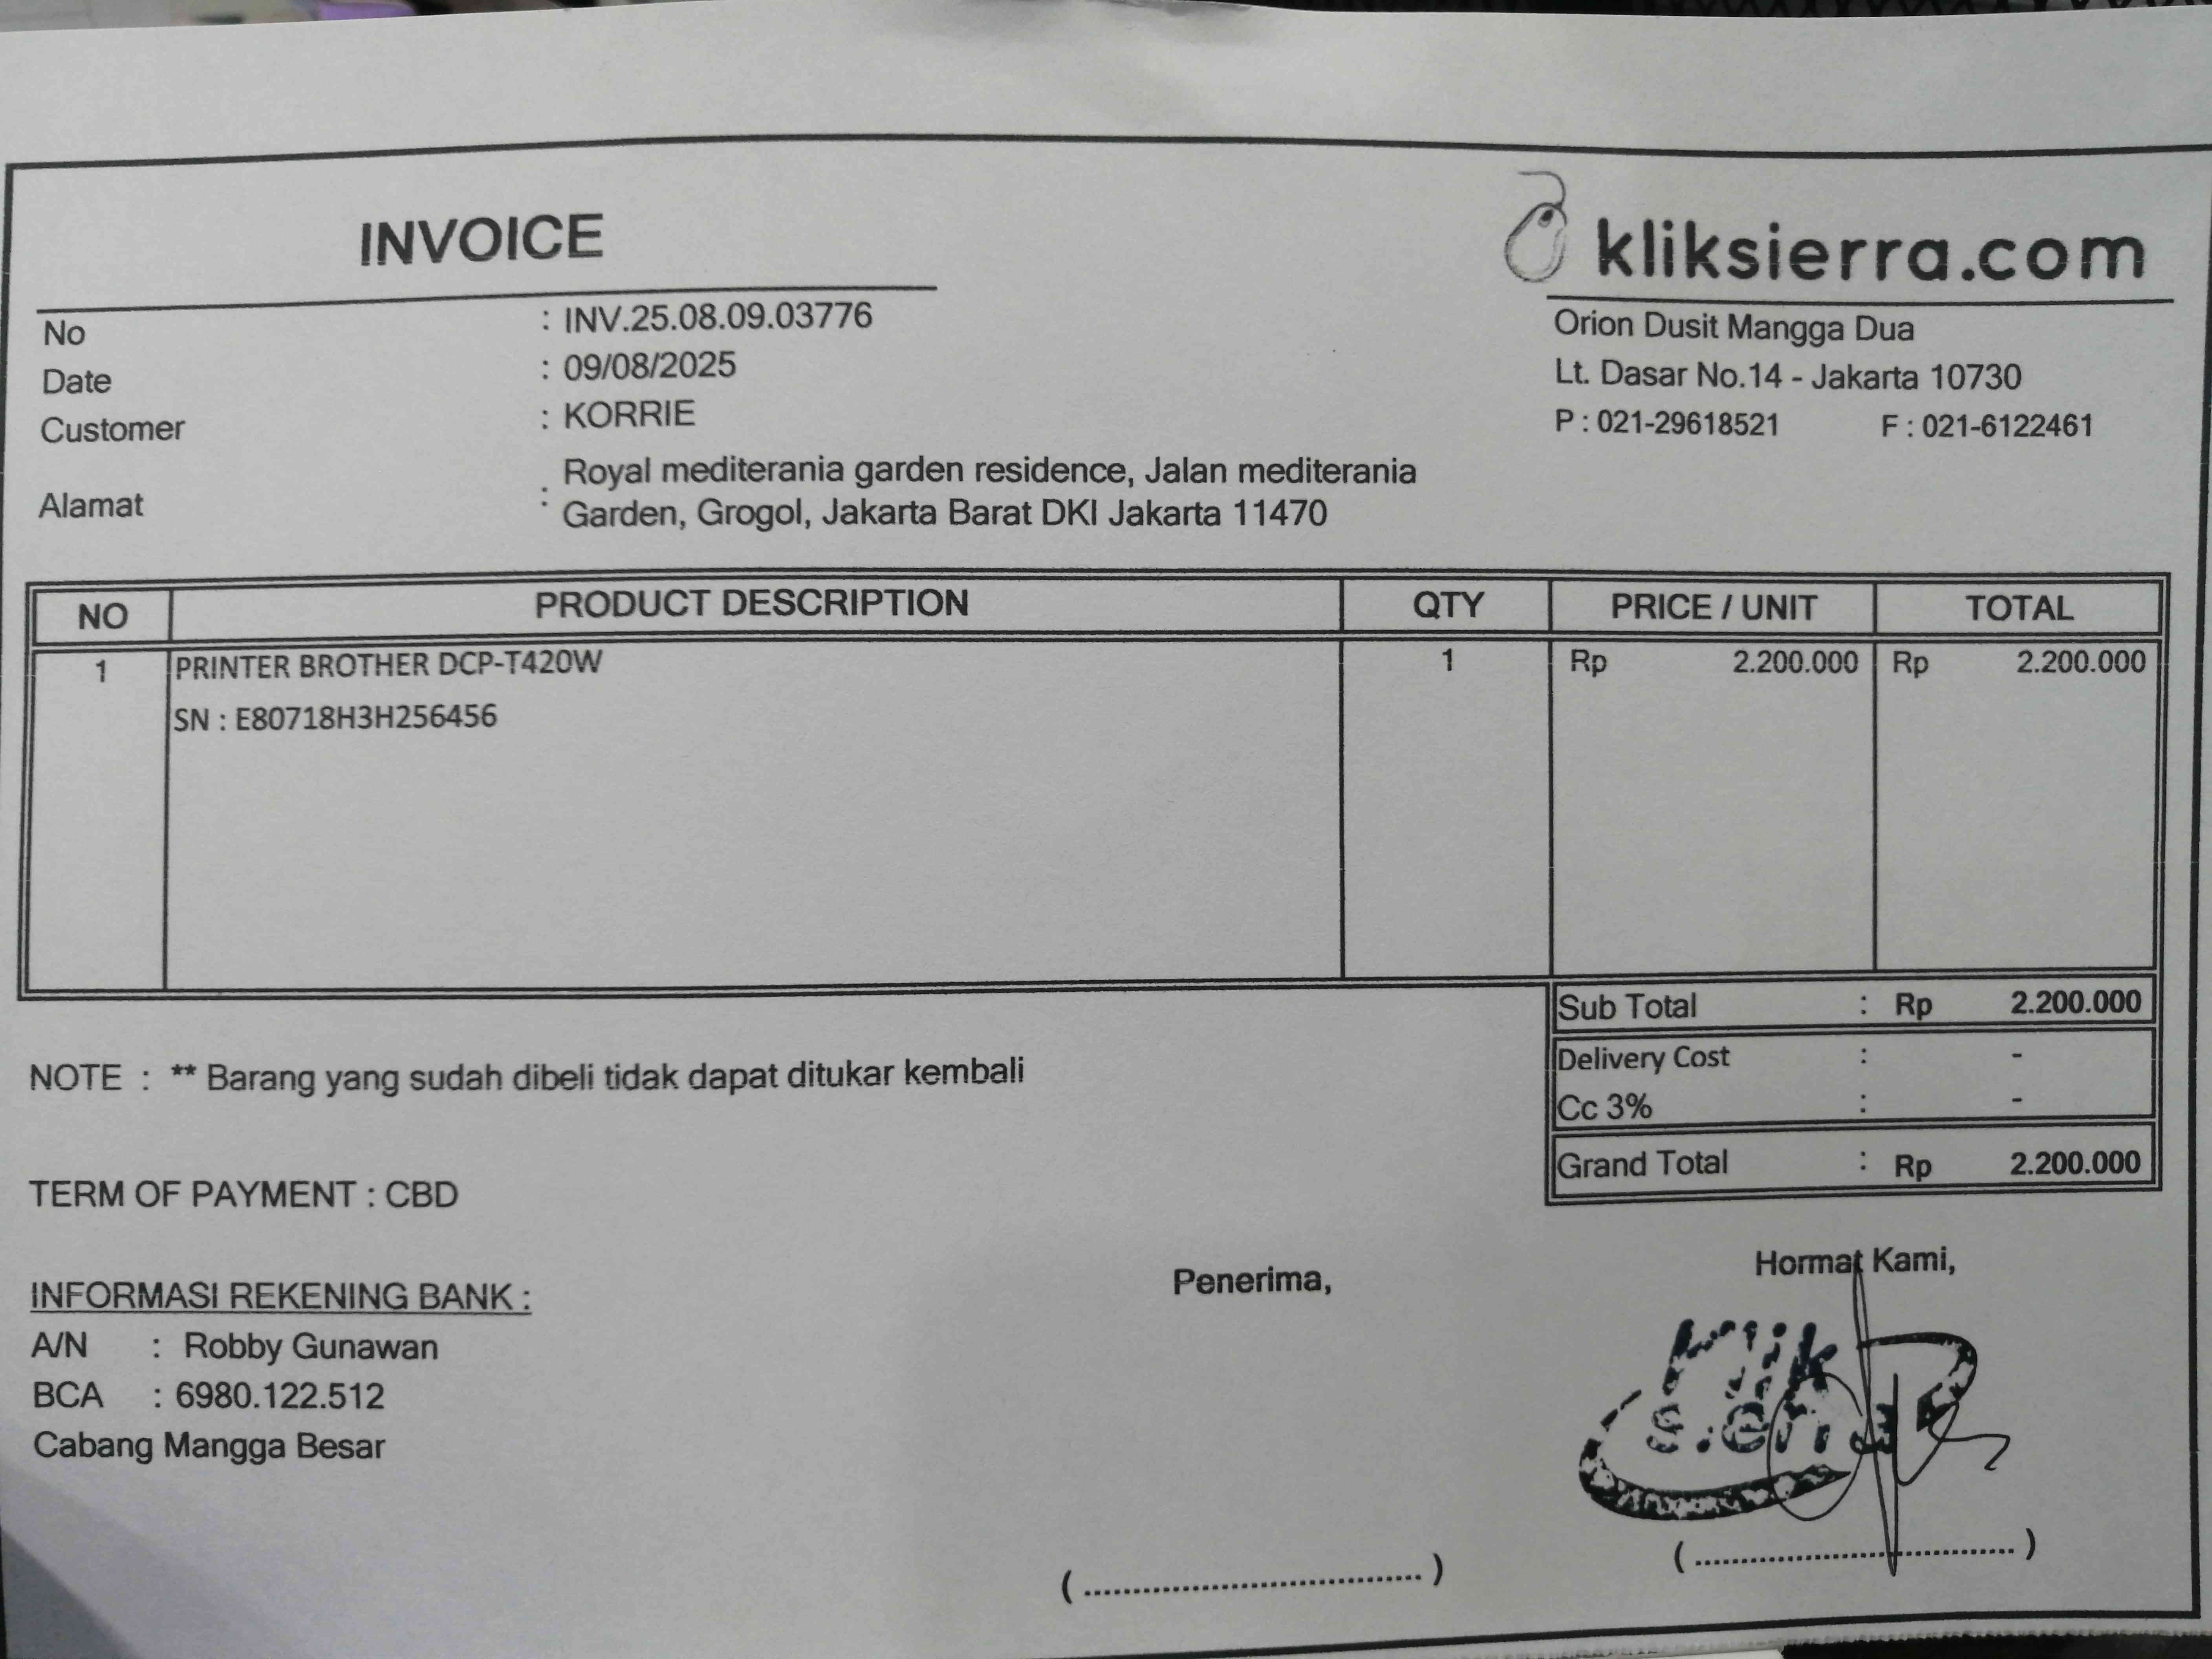 INVOICE
kliksierra.com
No : INV.25.08.09.03776
Date : 09/08/2025
Customer : KORRIE
Alamat : Royal mediterania garden residence, Jalan mediterania
Garden, Grogol, Jakarta Barat DKI Jakarta 11470
Orion Dusit Mangga Dua
Lt. Dasar No.14 - Jakarta 10730
P : 021-29618521 F : 021-6122461
NO PRODUCT DESCRIPTION QTY PRICE / UNIT TOTAL
1 PRINTER BROTHER DCP-T420W 1 Rp 2.200.000 Rp 2.200.000
SN : E80718H3H256456
Sub Total : Rp 2.200.000
Delivery Cost : -
Cc 3% : -
Grand Total : Rp 2.200.000
NOTE : ** Barang yang sudah dibeli tidak dapat ditukar kembali
TERM OF PAYMENT : CBD
INFORMASI REKENING BANK :
A/N : Robby Gunawan
BCA : 6980.122.512
Cabang Mangga Besar
Penerima,
( ........................................ )
Hormat Kami,
Klik
sierra
( ........................................ )